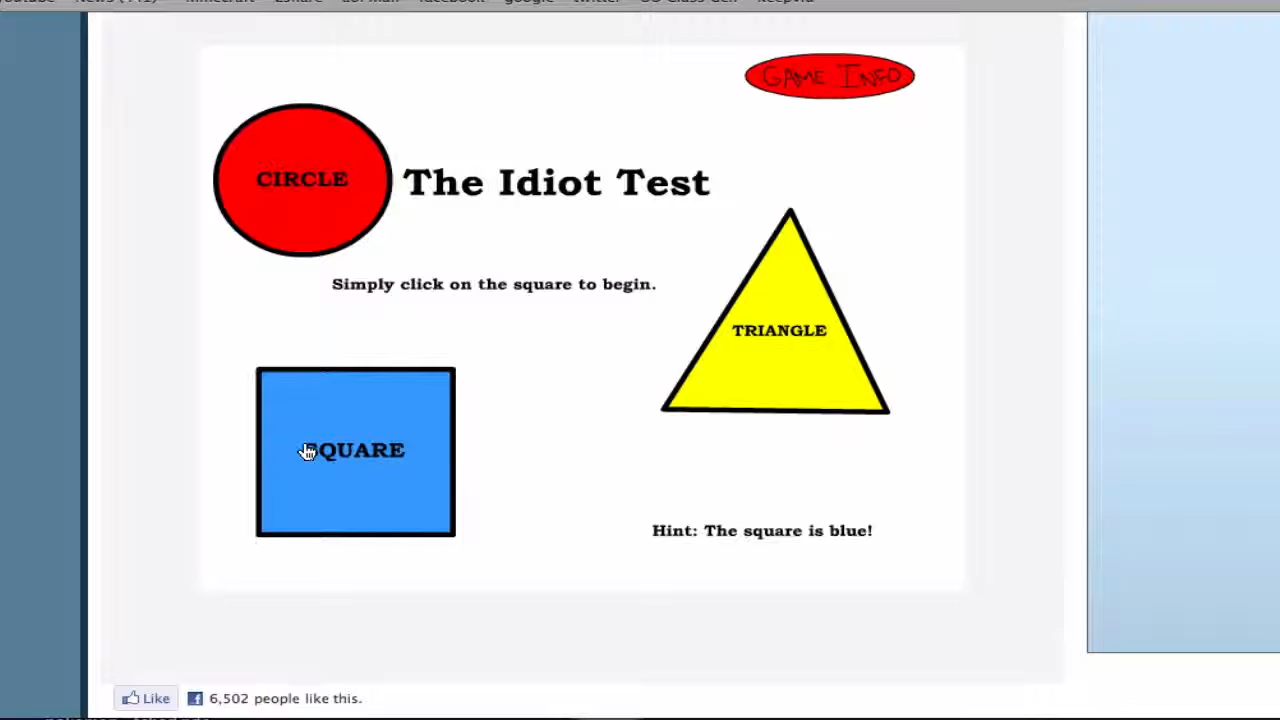 GAME INFO
CIRCLE
The Idiot Test
Simply click on the square to begin.
TRIANGLE
SQUARE
Hint: The square is blue!
Like
6,502 people like this.